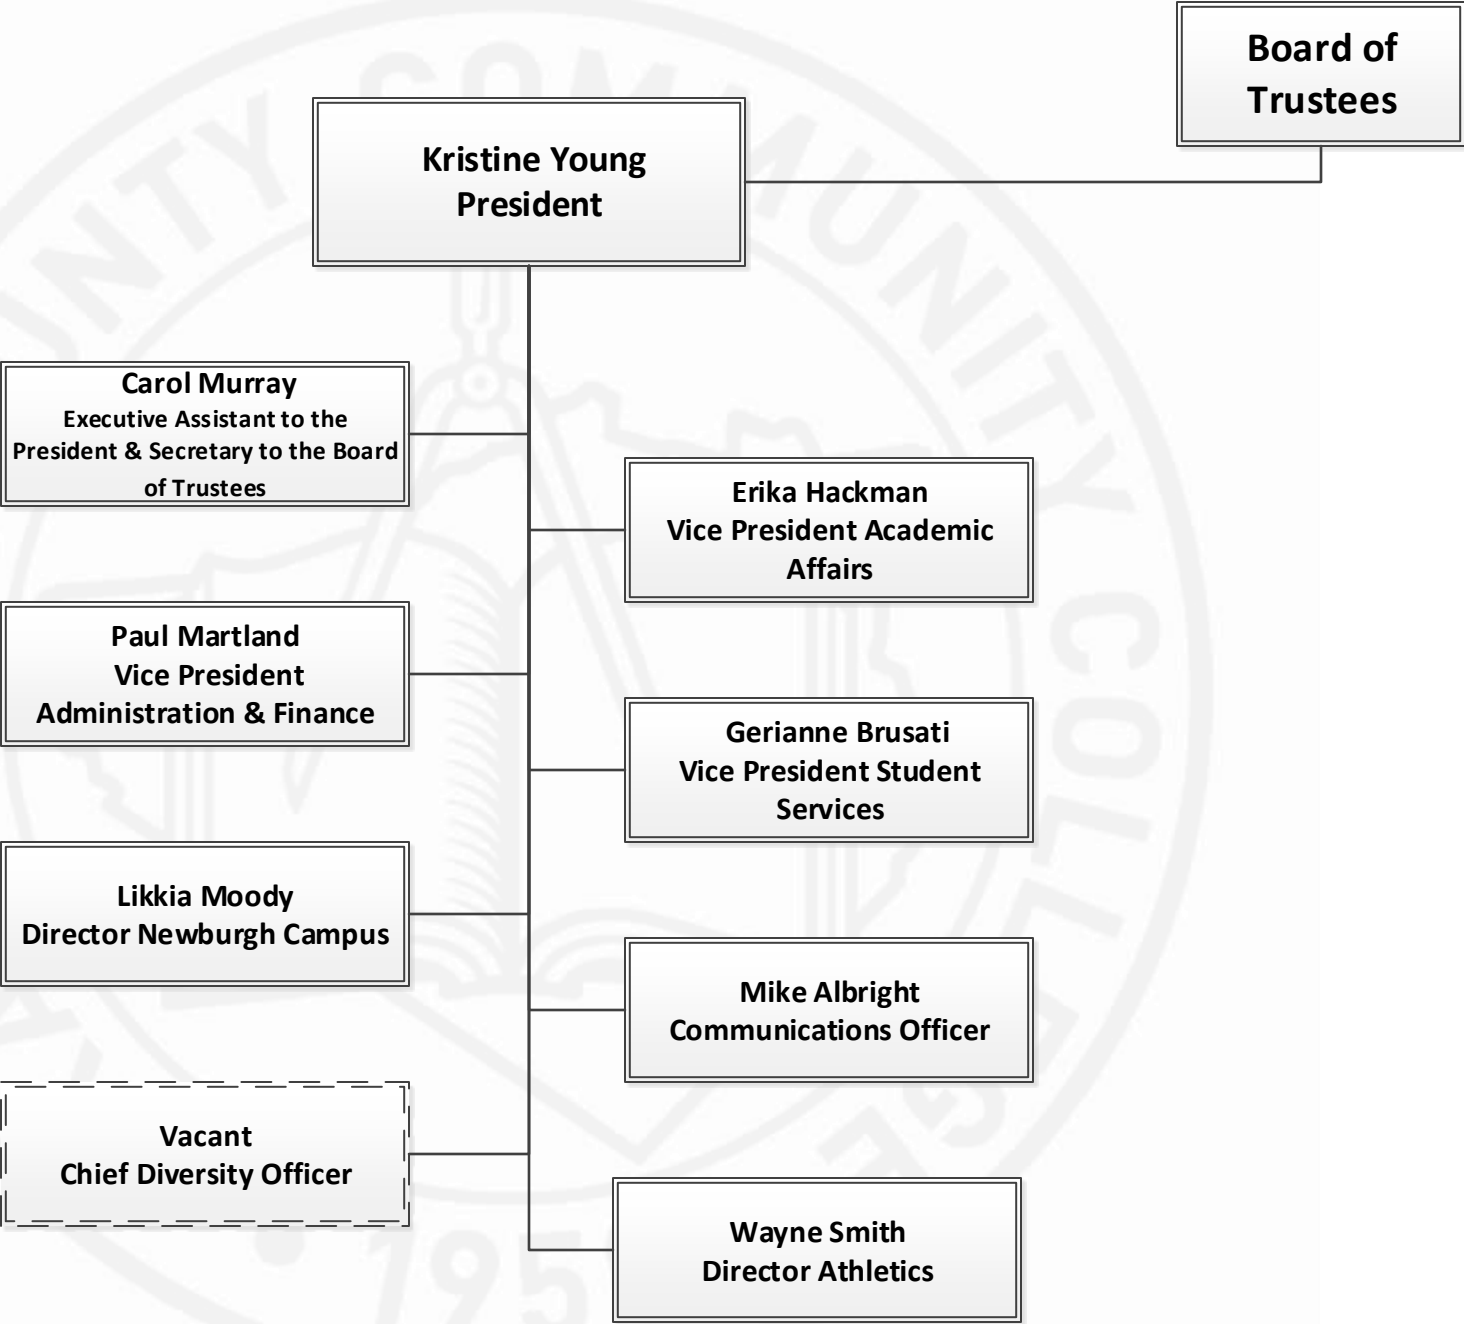 Board of
Trustees
Kristine Young
President
Carol Murray
Executive Assistant to the
President & Secretary to the Board
of Trustees
Erika Hackman
Vice President Academic
Affairs
Paul Martland
Vice President
Administration & Finance
Gerianne Brusati
Vice President Student
Services
Likkia Moody
Director Newburgh Campus
Mike Albright
Communications Officer
Vacant
Chief Diversity Officer
Wayne Smith
Director Athletics
COMMUNITY COLLEGE